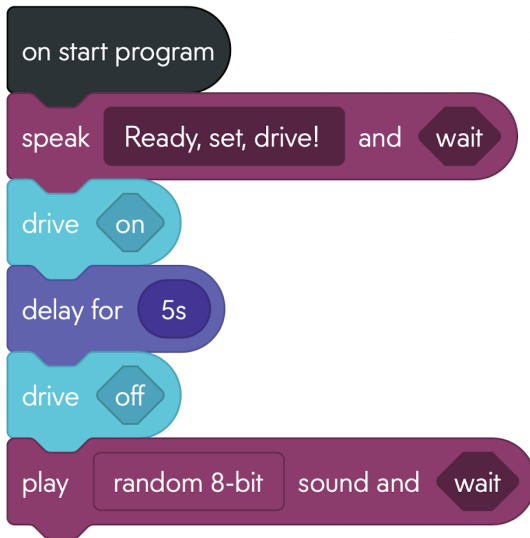 on start program
speak Ready, set, drive! and wait
drive on
delay for 5s
drive off
play random 8-bit sound and wait